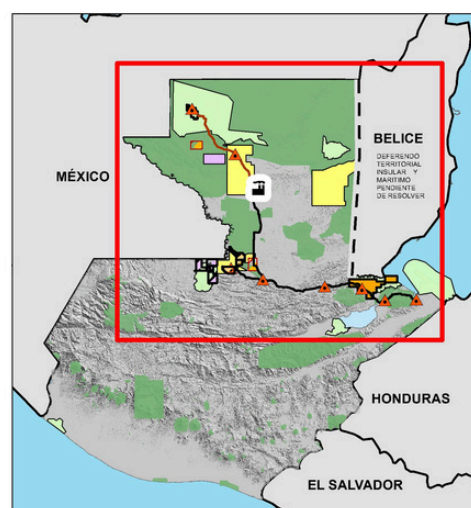 BELICE
DEFERENDO
TERRITORIAL
INSULAR Y
MARITIMO
PENDIENTE
DE RESOLVER
MÉXICO
HONDURAS
EL SALVADOR